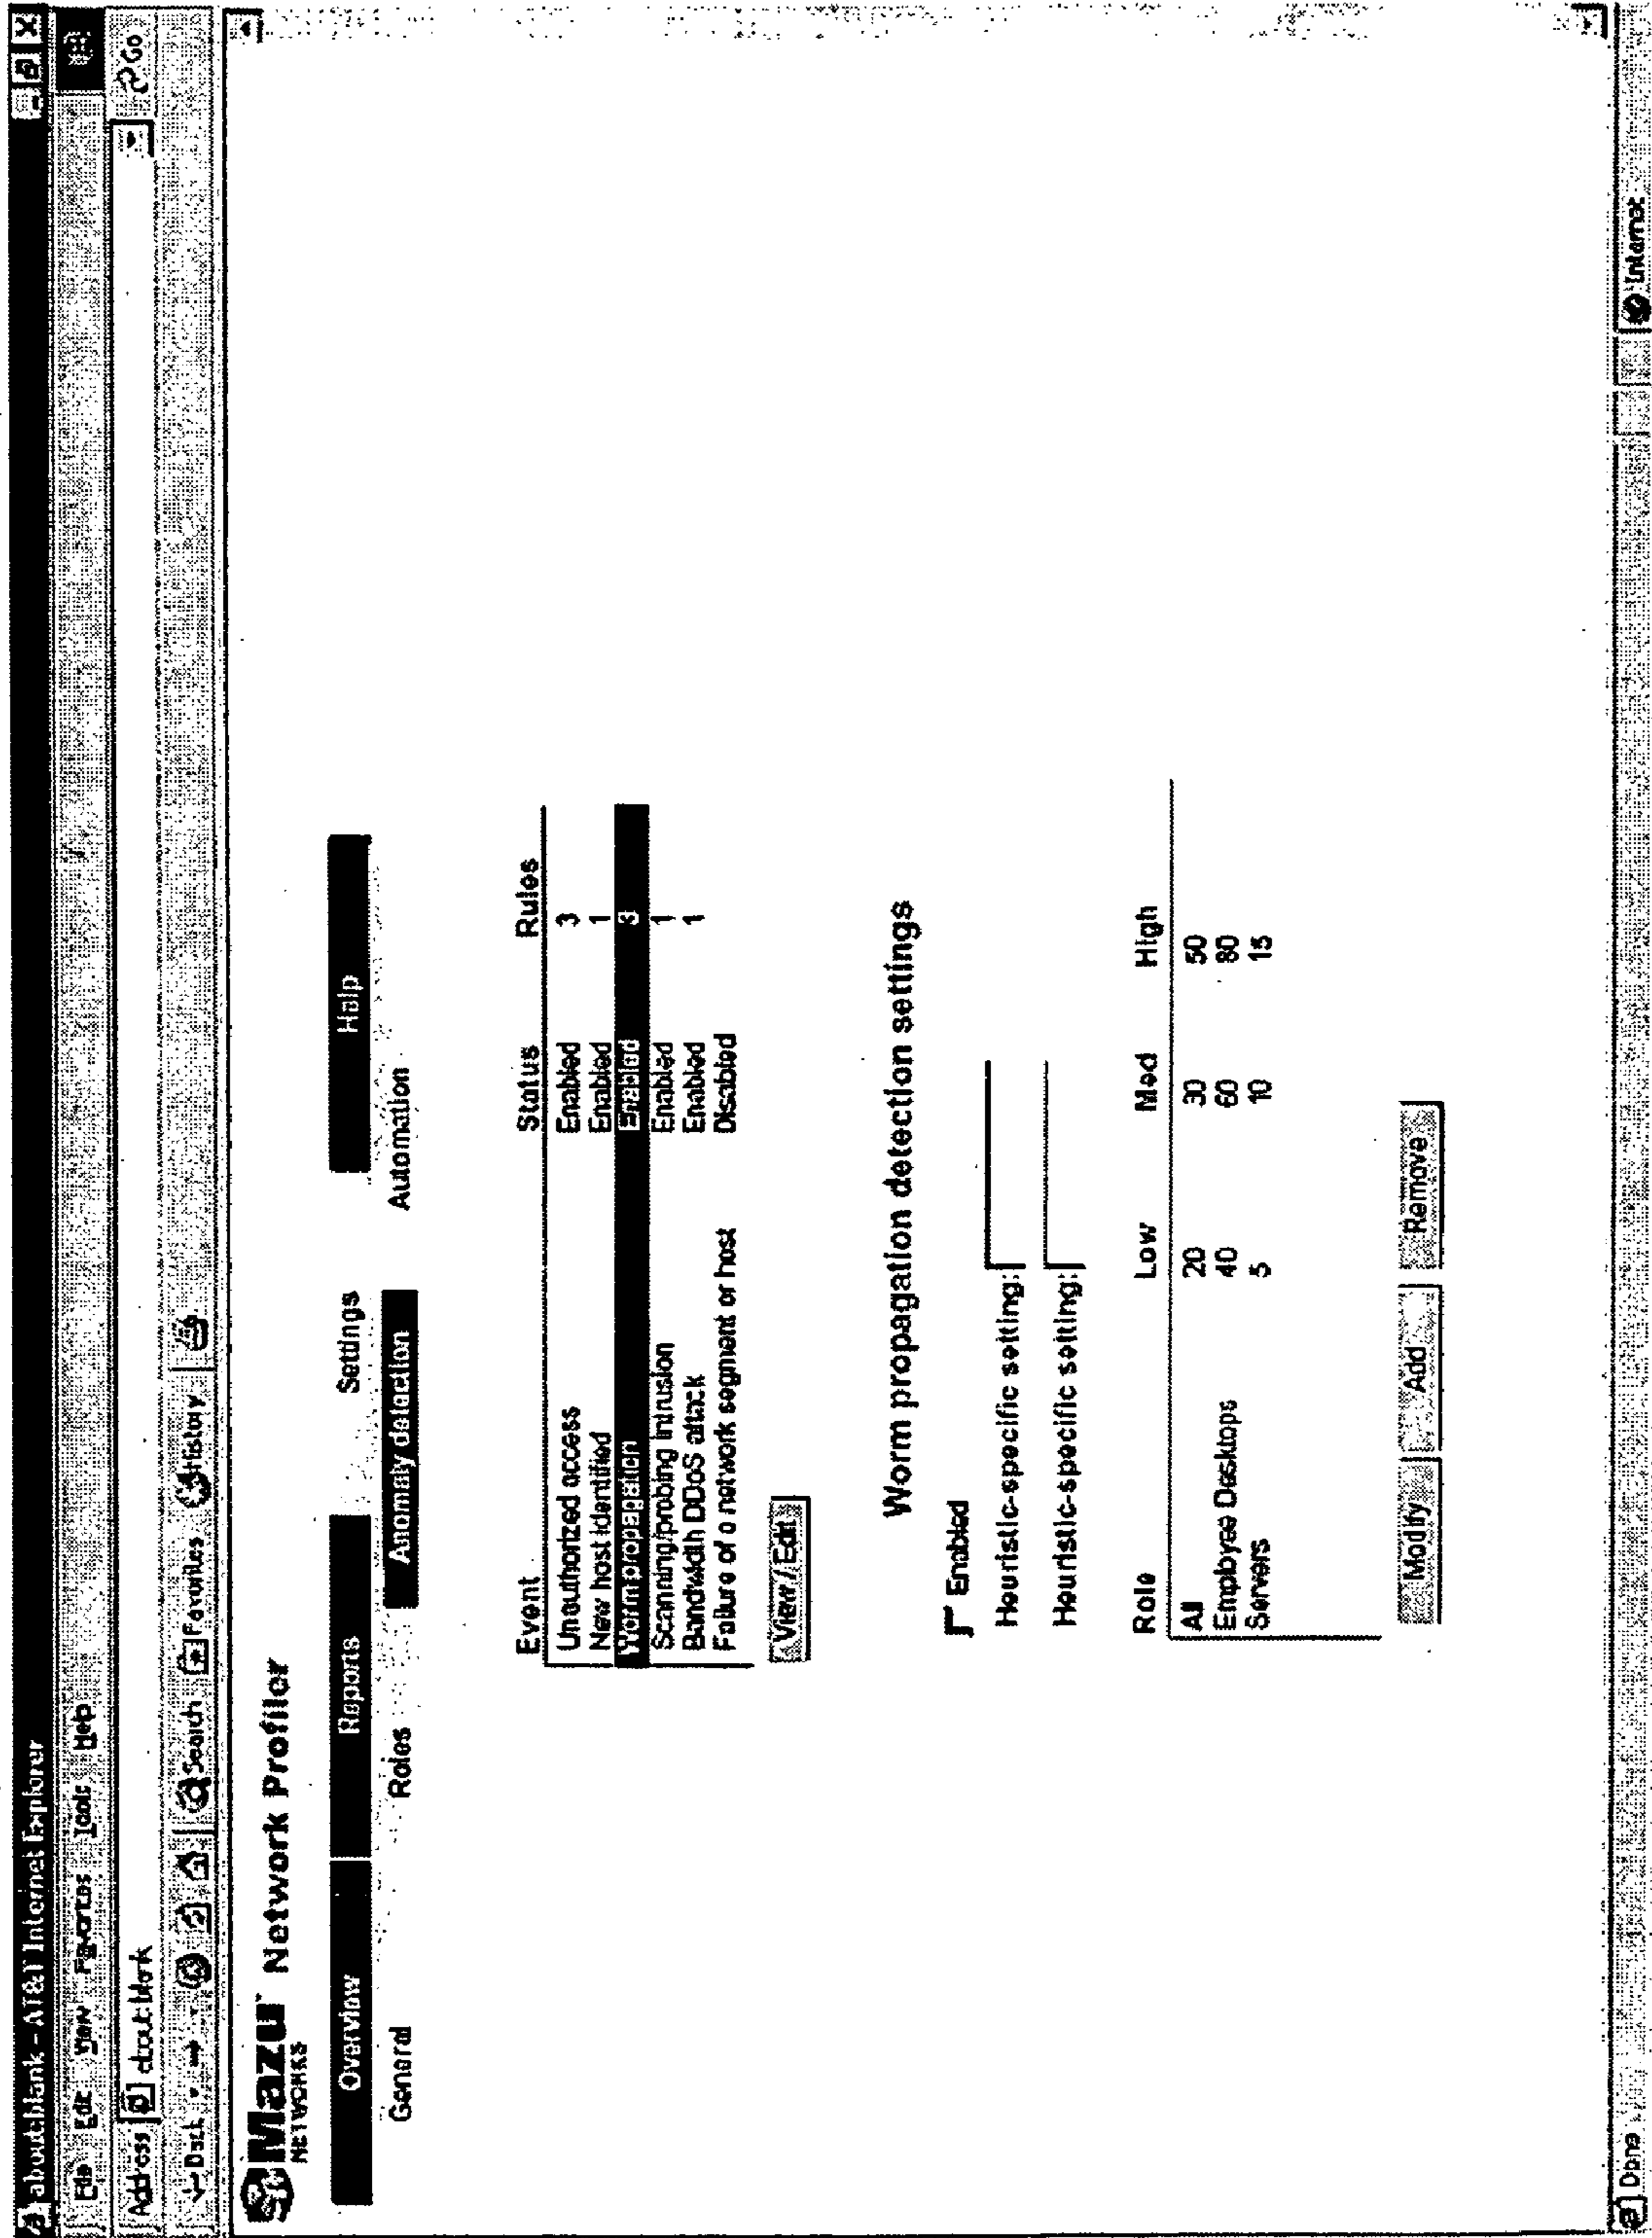 about:blank - AT&T Internet Explorer
File Edit View Favorites Tools Help
Address about:blank Go
Back Search Favorites History
Mazu Network Profiler
NETWORKS
Overview Reports Settings Help
General Roles Anomaly detection Automation
Event Status Rules
Unauthorized access Enabled 3
New host identified Enabled 1
Worm propagation Enabled 3
Scanning/probing intrusion Enabled 1
Bandwidth DDoS attack Enabled 1
Failure of a network segment or host Disabled
View / Edit
Worm propagation detection settings
Enabled
Heuristic-specific setting:
Heuristic-specific setting:
Role Low Med High
All 20 30 50
Employee Desktops 40 60 80
Servers 5 10 15
Modify Add Remove
Done Internet